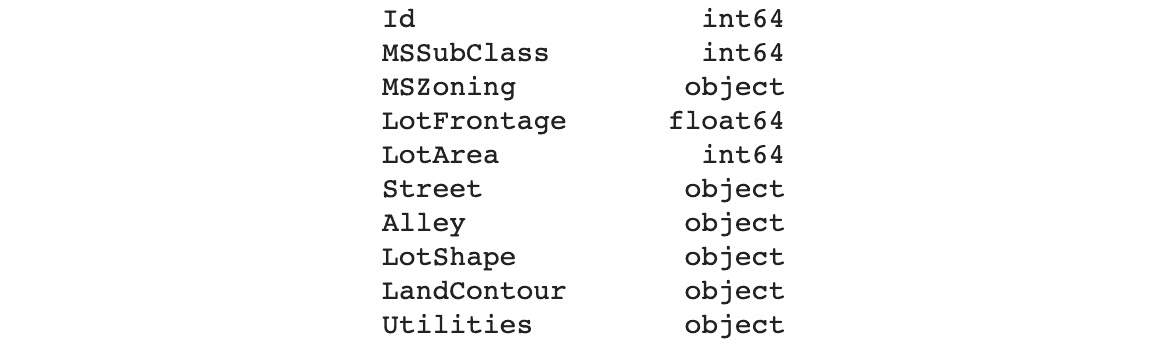 Id int64
MSSubClass int64
MSZoning object
LotFrontage float64
LotArea int64
Street object
Alley object
LotShape object
LandContour object
Utilities object